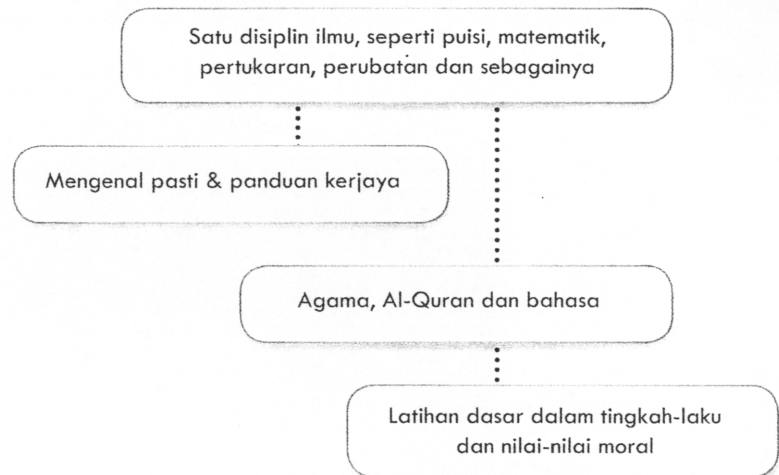 Satu disiplin ilmu, seperti puisi, matematik,
pertukaran, perubatan dan sebagainya
Mengenal pasti & panduan kerjaya
Agama, Al-Quran dan bahasa
Latihan dasar dalam tingkah-laku
dan nilai-nilai moral